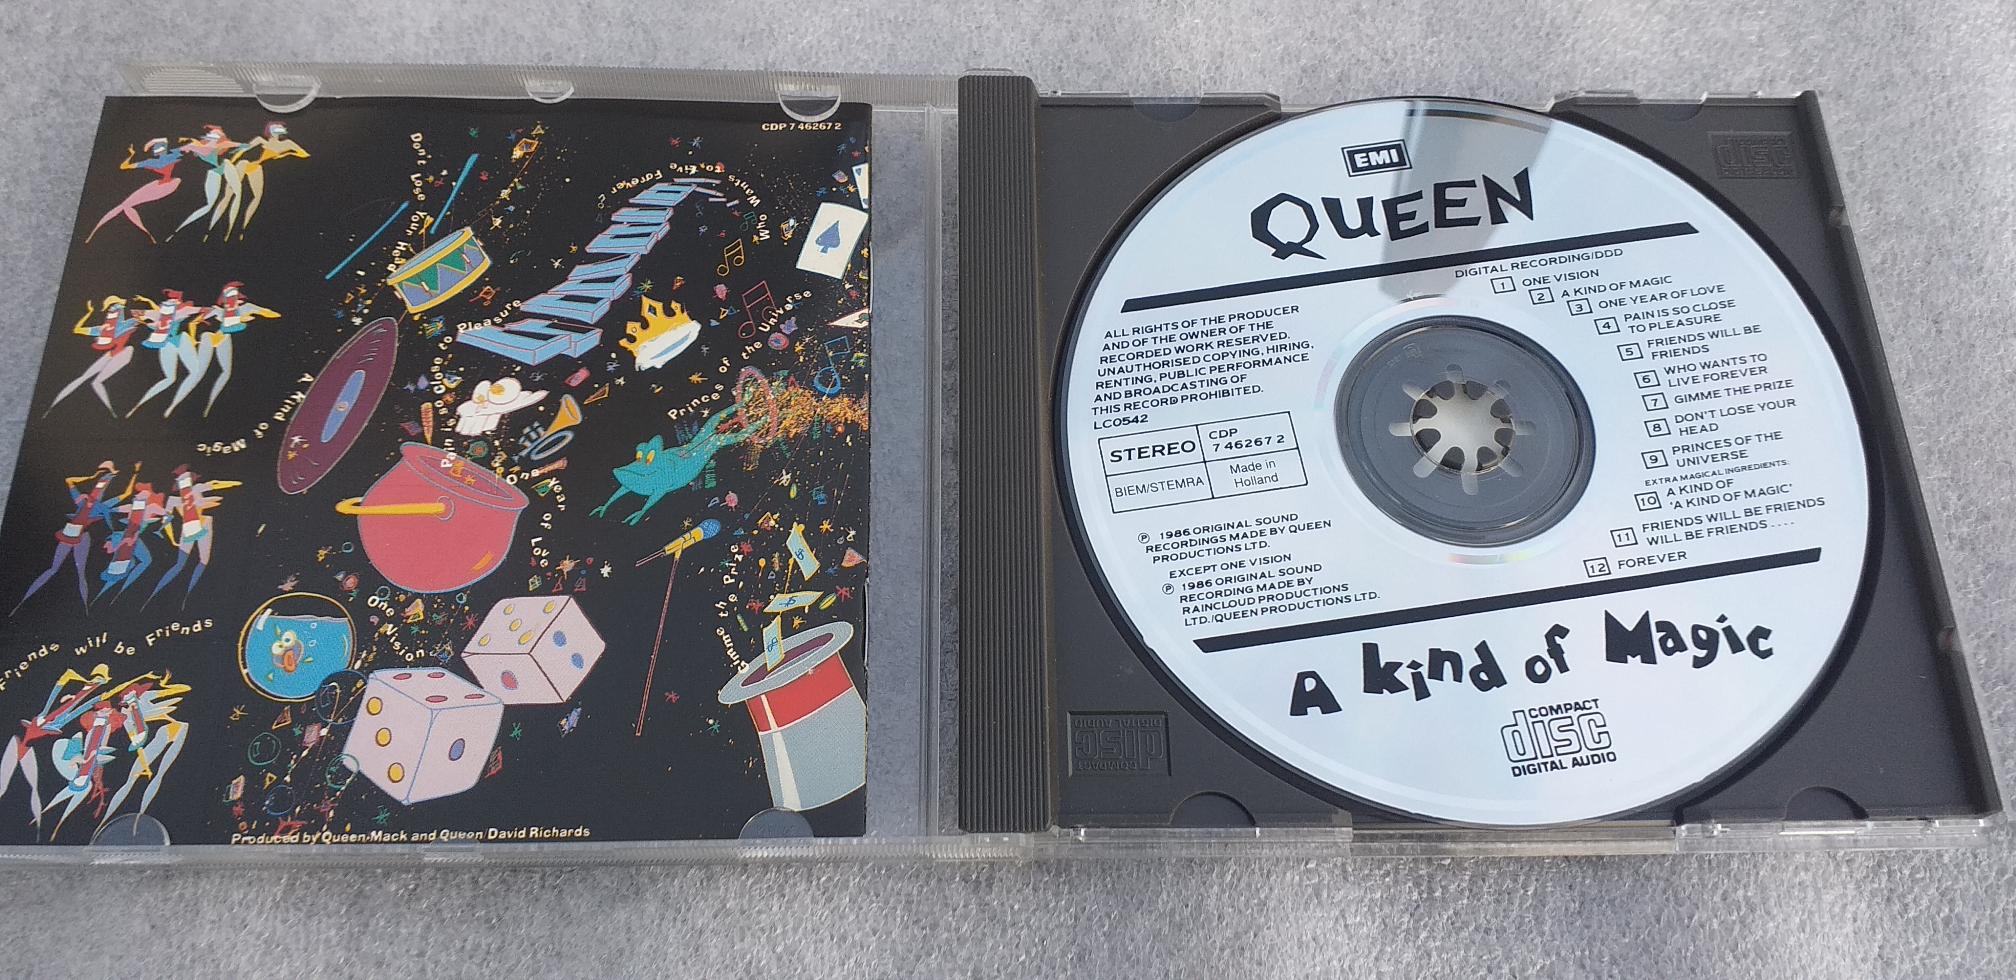 CDP 7 46267 2
Don't Lose Your Head
Who Wants To Live Forever
A Kind of Magic
Pain is so Close to Pleasure
Princes of the Universe
One Year of Love
Gimme the Prize
One Vision
Friends will be Friends
Produced by Queen/Mack and Queen/David Richards
EMI
QUEEN
DIGITAL RECORDING/DDD
1 ONE VISION
2 A KIND OF MAGIC
3 ONE YEAR OF LOVE
4 PAIN IS SO CLOSE
TO PLEASURE
5 FRIENDS WILL BE
FRIENDS
6 WHO WANTS TO
LIVE FOREVER
7 GIMME THE PRIZE
8 DON'T LOSE YOUR
HEAD
9 PRINCES OF THE
UNIVERSE
EXTRA MAGICAL INGREDIENTS:
10 A KIND OF
'A KIND OF MAGIC'
11 FRIENDS WILL BE FRIENDS
WILL BE FRIENDS ....
12 FOREVER
ALL RIGHTS OF THE PRODUCER
AND OF THE OWNER OF THE
RECORDED WORK RESERVED.
UNAUTHORISED COPYING, HIRING,
RENTING, PUBLIC PERFORMANCE
AND BROADCASTING OF
THIS RECORD PROHIBITED.
LC0542
STEREO
CDP
7 46267 2
BIEM/STEMRA
Made in
Holland
℗ 1986 ORIGINAL SOUND
RECORDINGS MADE BY QUEEN
PRODUCTIONS LTD.
EXCEPT ONE VISION
℗ 1986 ORIGINAL SOUND
RECORDING MADE BY
RAINCLOUD PRODUCTIONS
LTD./QUEEN PRODUCTIONS LTD.
A kind of Magic
COMPACT
disc
DIGITAL AUDIO
disc
COMPACT
disc
DIGITAL AUDIO